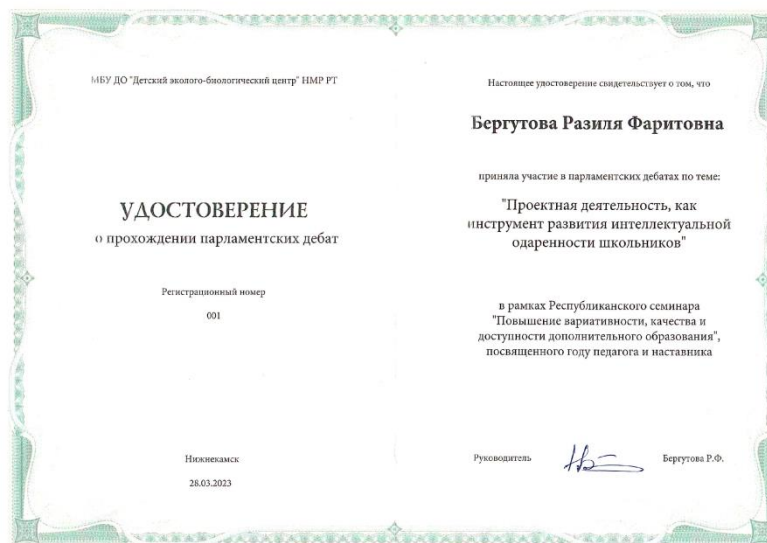 МБУ ДО "Детский эколого-биологический центр" НМР РТ
УДОСТОВЕРЕНИЕ
о прохождении парламентских дебат
Регистрационный номер
001
Нижнекамск
28.03.2023
Настоящее удостоверение свидетельствует о том, что
Бергутова Разиля Фаритовна
приняла участие в парламентских дебатах по теме:
"Проектная деятельность, как
инструмент развития интеллектуальной
одаренности школьников"
в рамках Республиканского семинара
"Повышение вариативности, качества и
доступности дополнительного образования",
посвященного году педагога и наставника
Руководитель
Бергутова Р.Ф.